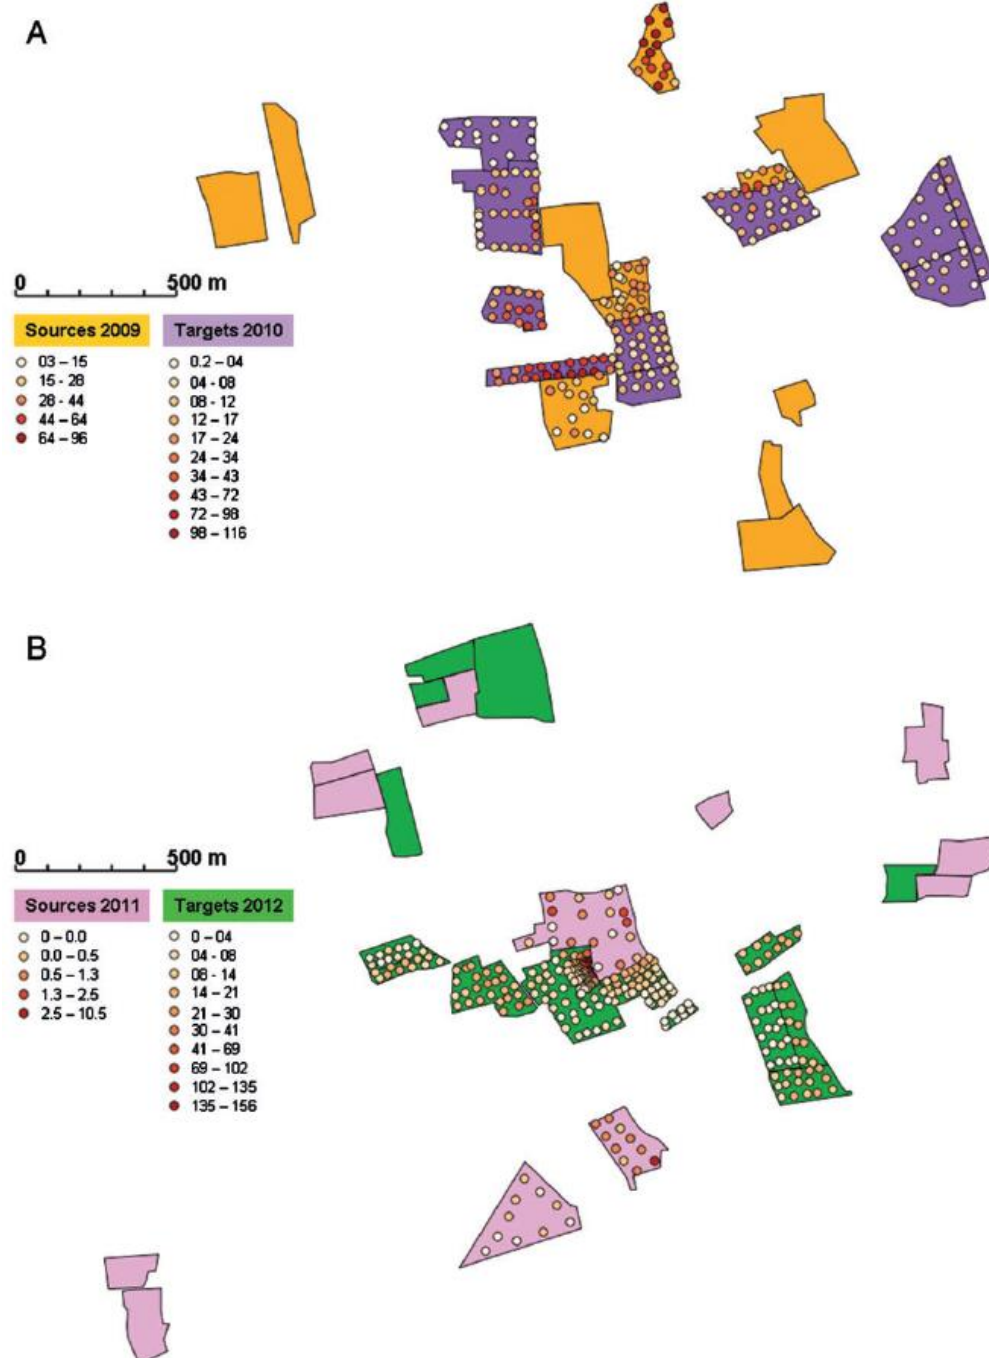 A
0 500 m
Sources 2009 Targets 2010
03 – 15 0.2 – 04
15 - 28 04 – 08
28 - 44 08 – 12
44 – 64 12 – 17
64 – 96 17 – 24
24 – 34
34 – 43
43 – 72
72 – 98
98 – 116
B
0 500 m
Sources 2011 Targets 2012
0 – 0.0 0 – 04
0.0 – 0.5 04 – 08
0.5 – 1.3 08 – 14
1.3 – 2.5 14 – 21
2.5 – 10.5 21 – 30
30 – 41
41 – 69
69 – 102
102 – 135
135 – 156